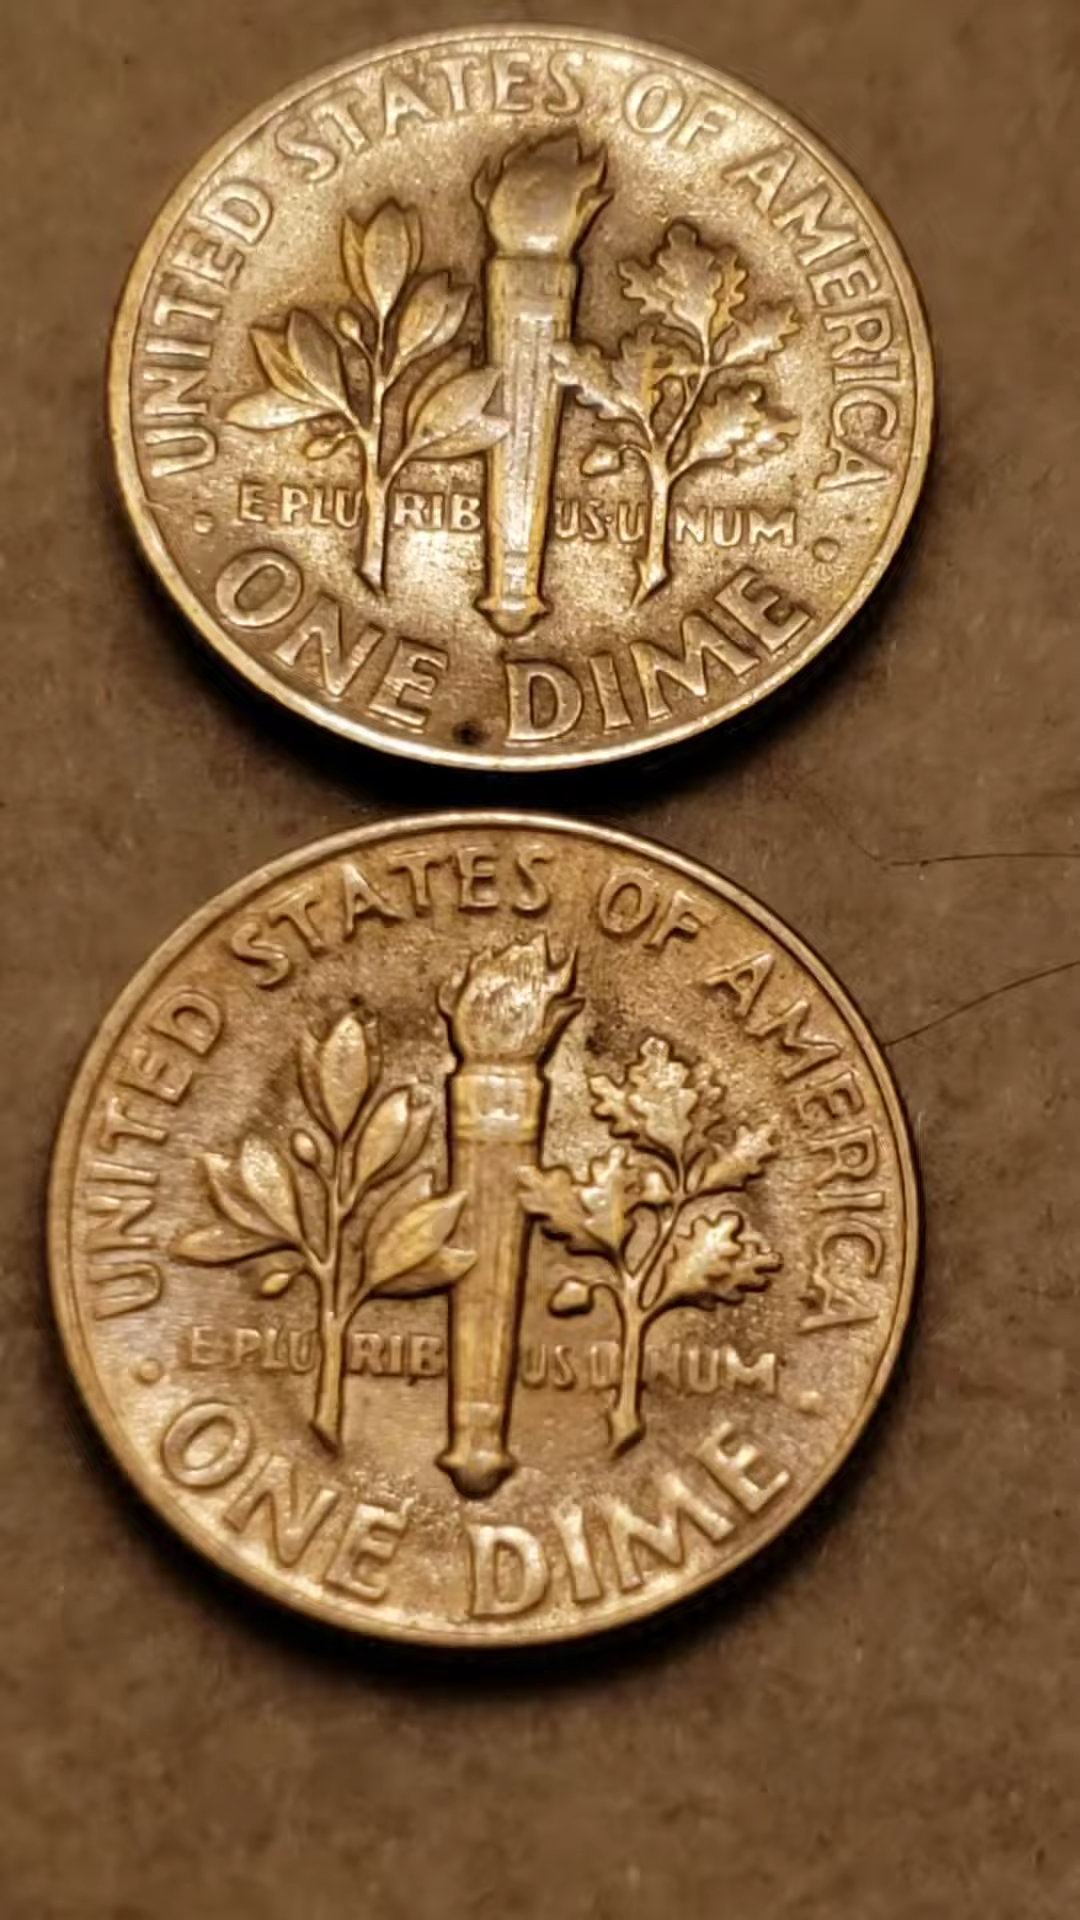 UNITED STATES OF AMERICA
E·PLU RIB US·U NUM
· ONE DIME ·
UNITED STATES OF AMERICA
E PLU RIB US U NUM
· ONE DIME ·